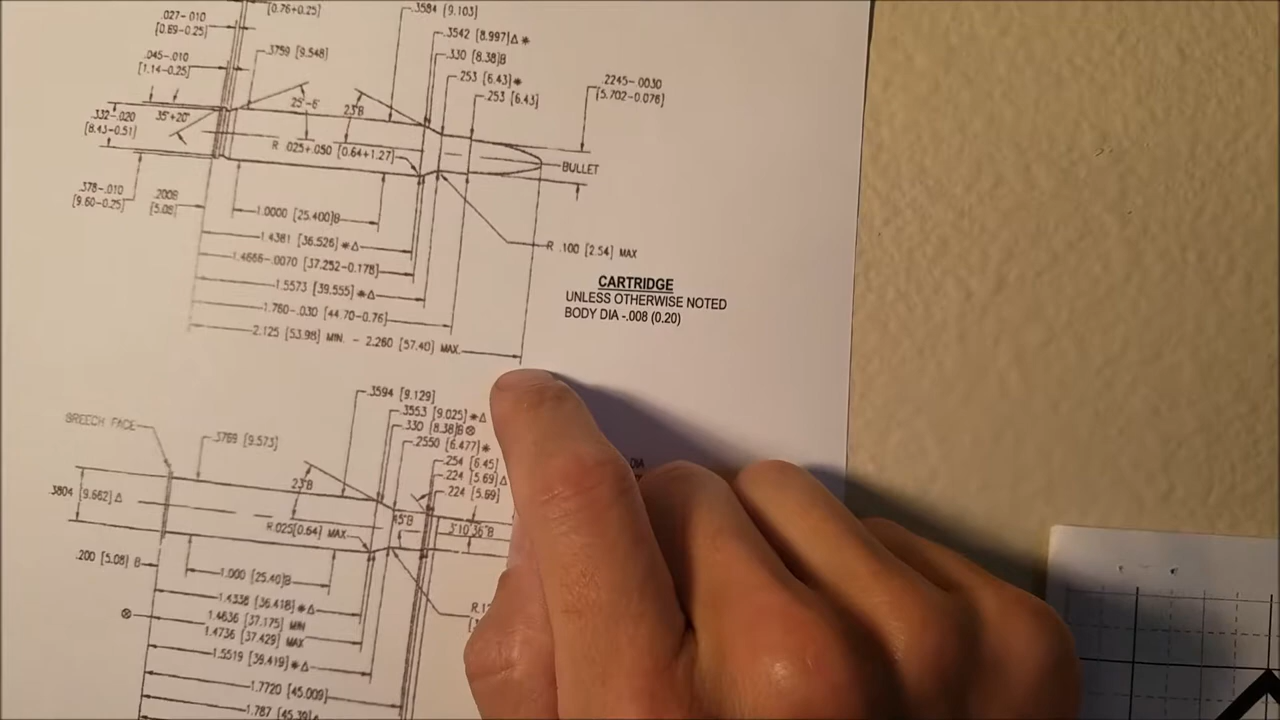 [0.76+0.25]
.027-.010
[0.69-0.25]
.3584 [9.103]
.3542 [8.997]Δ *
.045-.010
[1.14-0.25]
.3759 [9.548]
.330 [8.38]B
.253 [6.43]*
.253 [6.43]
.2245-.0030
[5.702-0.076]
25°-6'
23°B
.332-.020
[8.43-0.51]
35°+20°
R .025+.050 [0.64+1.27]
BULLET
.378-.010
[9.60-0.25]
.200B
[5.08]
1.0000 [25.400]B
R .100 [2.54] MAX
1.4381 [36.526] *Δ
1.4666-.0070 [37.252-0.178]
1.5573 [39.555] *Δ
1.760-.030 [44.70-0.76]
2.125 [53.98] MIN. - 2.260 [57.40] MAX.
CARTRIDGE
UNLESS OTHERWISE NOTED
BODY DIA -.008 (0.20)
.3594 [9.129]
.3553 [9.025]*Δ
.330 [8.38]B⊗
.2550 [6.477]*
.254 [6.45]
.224 [5.69]Δ
.224 [5.69]
DIA
BREECH FACE
.3769 [9.573]
23°B
.3804 [9.662] Δ
R.025[0.64] MAX
45°B
3°10'36"B
.200 [5.08] B
1.000 [25.40]B
1.4338 [36.418] *Δ
⊗
1.4636 [37.175] MIN
1.4736 [37.429] MAX
1.5519 [39.419]*Δ
1.7720 [45.009]